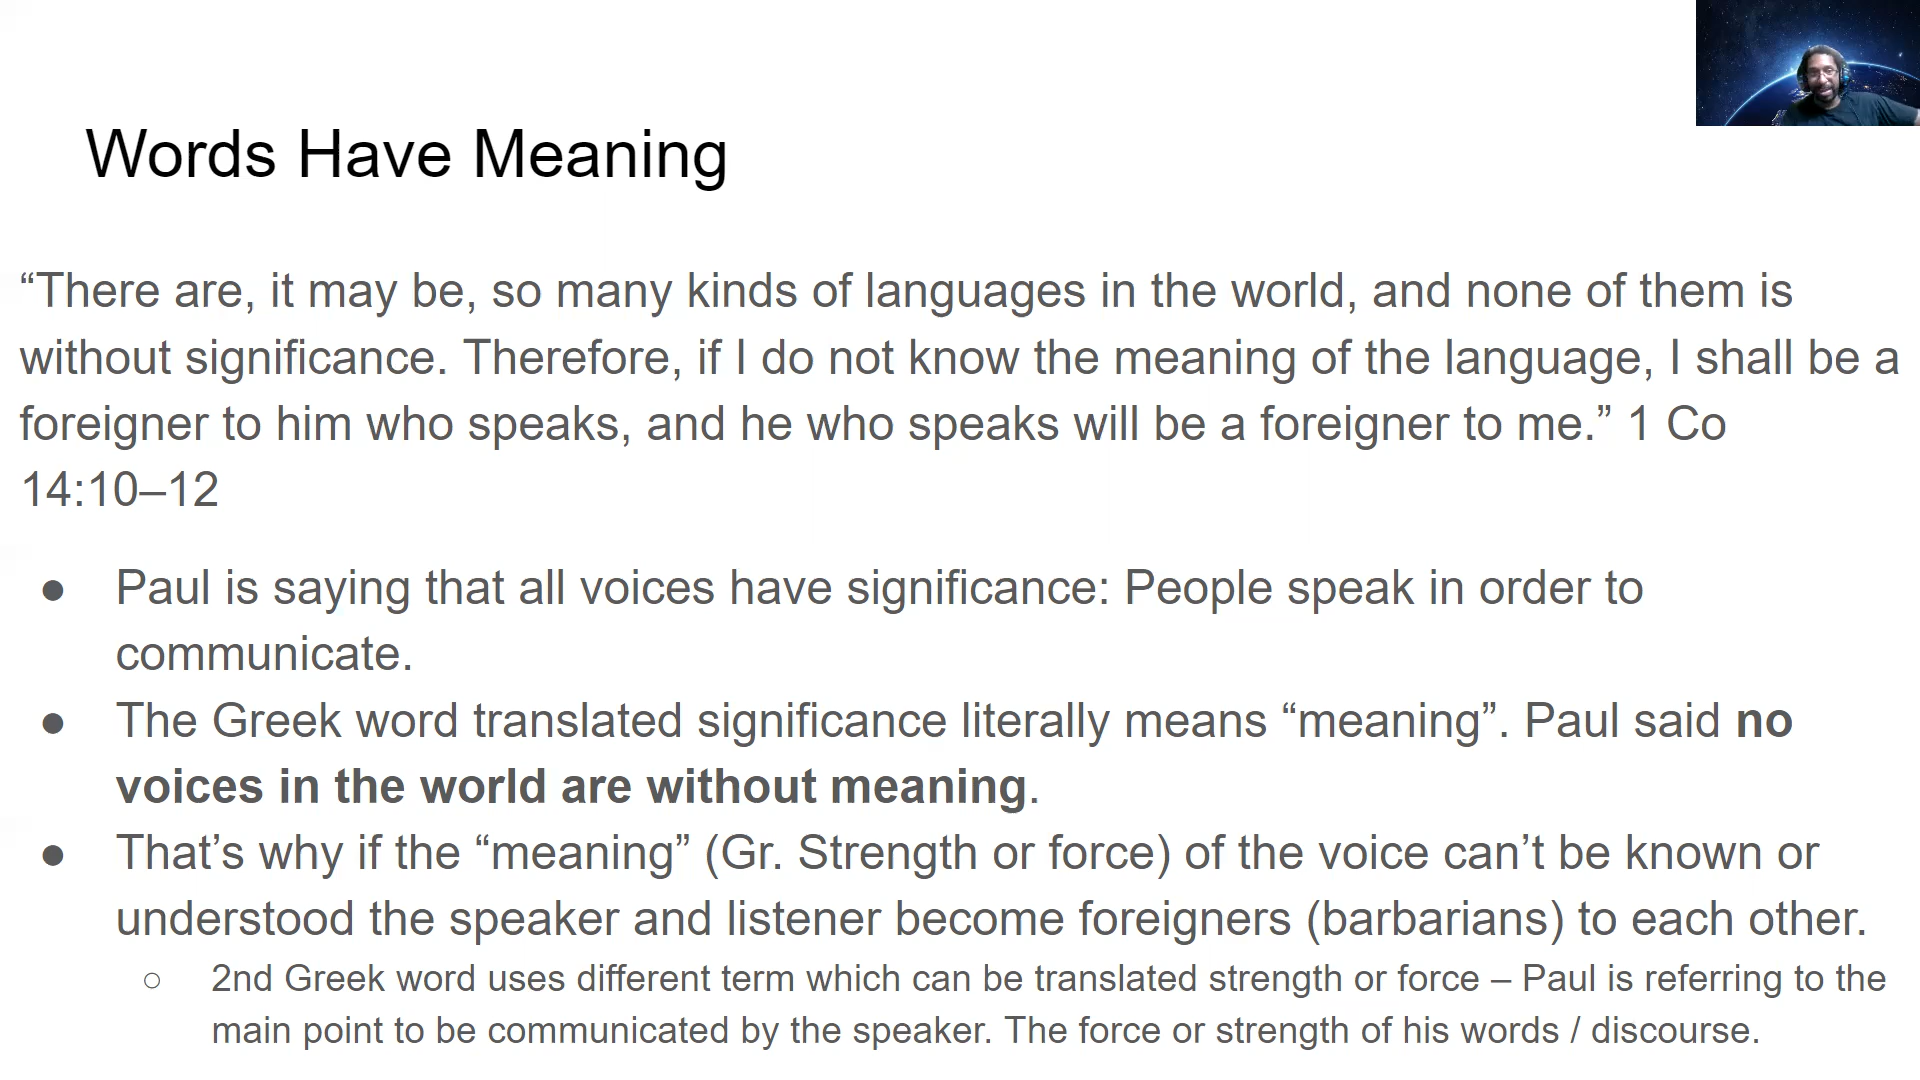 Words Have Meaning
“There are, it may be, so many kinds of languages in the world, and none of them is
without significance. Therefore, if I do not know the meaning of the language, I shall be a
foreigner to him who speaks, and he who speaks will be a foreigner to me.” 1 Co
14:10–12
● Paul is saying that all voices have significance: People speak in order to
communicate.
● The Greek word translated significance literally means “meaning”. Paul said no
voices in the world are without meaning.
● That’s why if the “meaning” (Gr. Strength or force) of the voice can’t be known or
understood the speaker and listener become foreigners (barbarians) to each other.
○ 2nd Greek word uses different term which can be translated strength or force – Paul is referring to the
main point to be communicated by the speaker. The force or strength of his words / discourse.